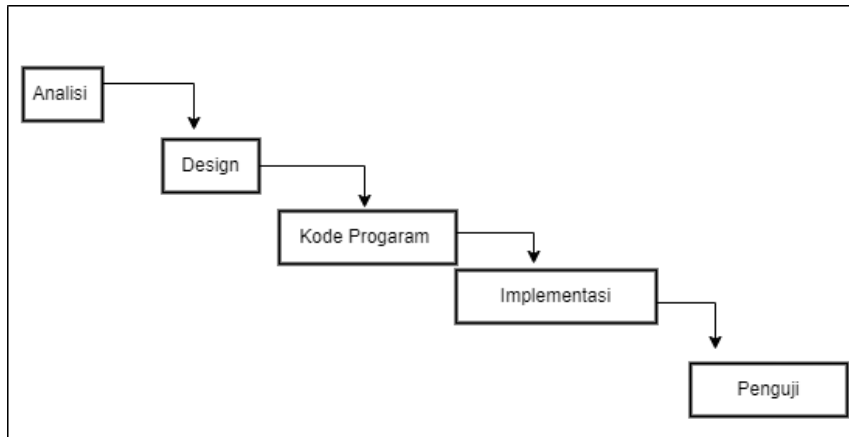 Analisi
Design
Kode Progaram
Implementasi
Penguji